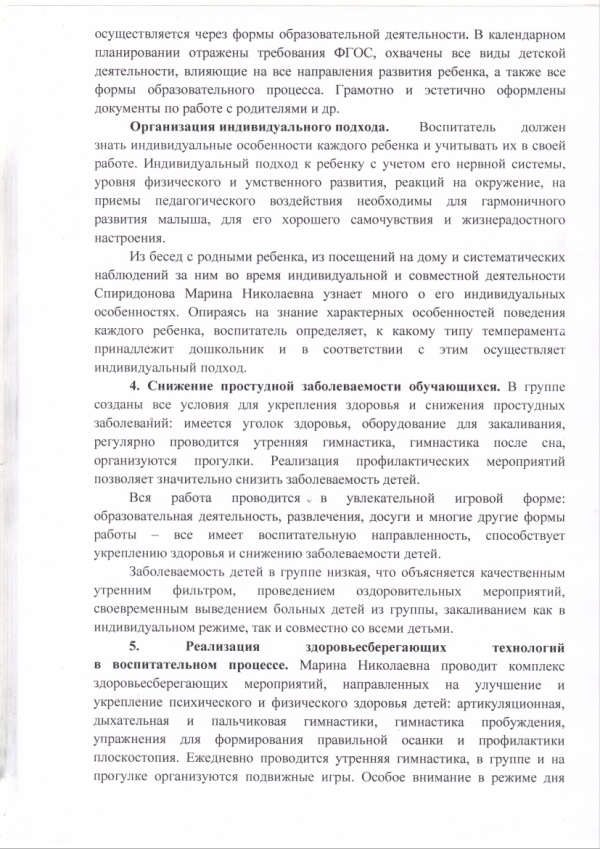 осуществляется через формы образовательной деятельности. В календарном
планировании отражены требования ФГОС, охвачены все виды детской
деятельности, влияющие на все направления развития ребенка, а также все
формы образовательного процесса. Грамотно и эстетично оформлены
документы по работе с родителями и др.
Организация индивидуального подхода. Воспитатель должен
знать индивидуальные особенности каждого ребенка и учитывать их в своей
работе. Индивидуальный подход к ребенку с учетом его нервной системы,
уровня физического и умственного развития, реакций на окружение, на
приемы педагогического воздействия необходимы для гармоничного
развития малыша, для его хорошего самочувствия и жизнерадостного
настроения.
Из бесед с родными ребенка, из посещений на дому и систематических
наблюдений за ним во время индивидуальной и совместной деятельности
Спиридонова Марина Николаевна узнает много о его индивидуальных
особенностях. Опираясь на знание характерных особенностей поведения
каждого ребенка, воспитатель определяет, к какому типу темперамента
принадлежит дошкольник и в соответствии с этим осуществляет
индивидуальный подход.
4. Снижение простудной заболеваемости обучающихся. В группе
созданы все условия для укрепления здоровья и снижения простудных
заболеваний: имеется уголок здоровья, оборудование для закаливания,
регулярно проводится утренняя гимнастика, гимнастика после сна,
организуются прогулки. Реализация профилактических мероприятий
позволяет значительно снизить заболеваемость детей.
Вся работа проводится в увлекательной игровой форме:
образовательная деятельность, развлечения, досуги и многие другие формы
работы – все имеет воспитательную направленность, способствует
укреплению здоровья и снижению заболеваемости детей.
Заболеваемость детей в группе низкая, что объясняется качественным
утренним фильтром, проведением оздоровительных мероприятий,
своевременным выведением больных детей из группы, закаливанием как в
индивидуальном режиме, так и совместно со всеми детьми.
5. Реализация здоровьесберегающих технологий
в воспитательном процессе. Марина Николаевна проводит комплекс
здоровьесберегающих мероприятий, направленных на улучшение и
укрепление психического и физического здоровья детей: артикуляционная,
дыхательная и пальчиковая гимнастики, гимнастика пробуждения,
упражнения для формирования правильной осанки и профилактики
плоскостопия. Ежедневно проводится утренняя гимнастика, в группе и на
прогулке организуются подвижные игры. Особое внимание в режиме дня